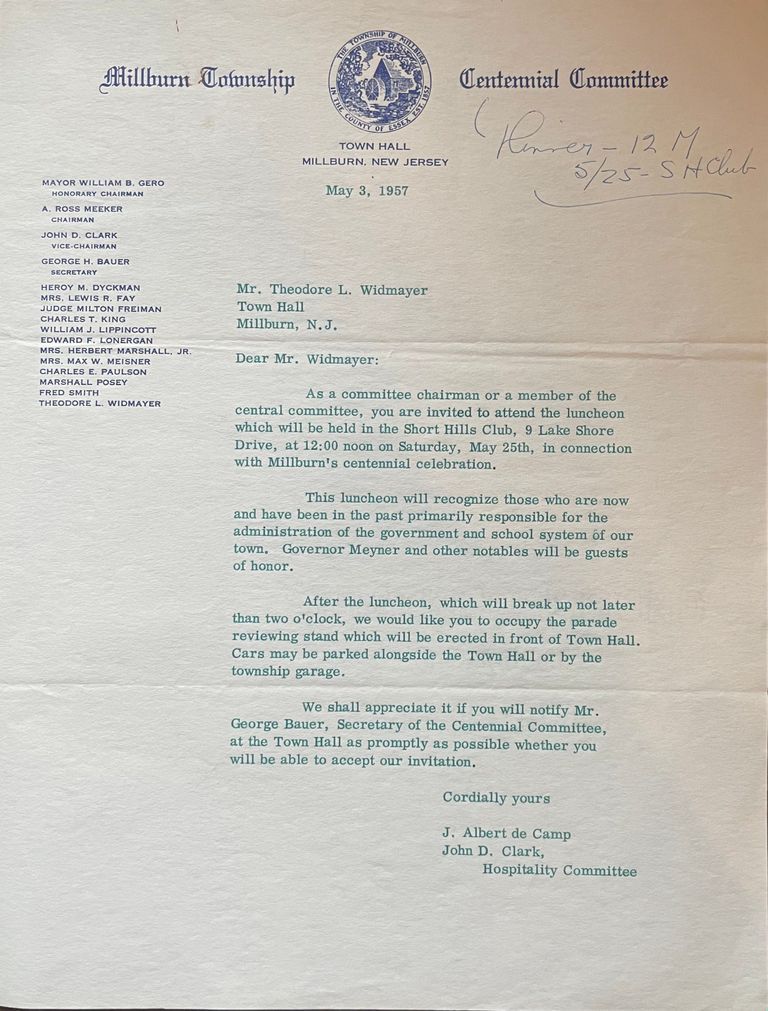 Millburn Township
THE TOWNSHIP OF MILLBURN
IN THE COUNTY OF ESSEX EST. 1857
Centennial Committee
TOWN HALL
MILLBURN, NEW JERSEY
- 12 M
5/25 - S H Club
May 3, 1957
MAYOR WILLIAM B. GERO
HONORARY CHAIRMAN
A. ROSS MEEKER
CHAIRMAN
JOHN D. CLARK
VICE-CHAIRMAN
GEORGE H. BAUER
SECRETARY
HEROY M. DYCKMAN
MRS. LEWIS R. FAY
JUDGE MILTON FREIMAN
CHARLES T. KING
WILLIAM J. LIPPINCOTT
EDWARD F. LONERGAN
MRS. HERBERT MARSHALL, JR.
MRS. MAX W. MEISNER
CHARLES E. PAULSON
MARSHALL POSEY
FRED SMITH
THEODORE L. WIDMAYER
Mr. Theodore L. Widmayer
Town Hall
Millburn, N.J.
Dear Mr. Widmayer:
As a committee chairman or a member of the
central committee, you are invited to attend the luncheon
which will be held in the Short Hills Club, 9 Lake Shore
Drive, at 12:00 noon on Saturday, May 25th, in connection
with Millburn's centennial celebration.
This luncheon will recognize those who are now
and have been in the past primarily responsible for the
administration of the government and school system of our
town. Governor Meyner and other notables will be guests
of honor.
After the luncheon, which will break up not later
than two o'clock, we would like you to occupy the parade
reviewing stand which will be erected in front of Town Hall.
Cars may be parked alongside the Town Hall or by the
township garage.
We shall appreciate it if you will notify Mr.
George Bauer, Secretary of the Centennial Committee,
at the Town Hall as promptly as possible whether you
will be able to accept our invitation.
Cordially yours
J. Albert de Camp
John D. Clark,
Hospitality Committee